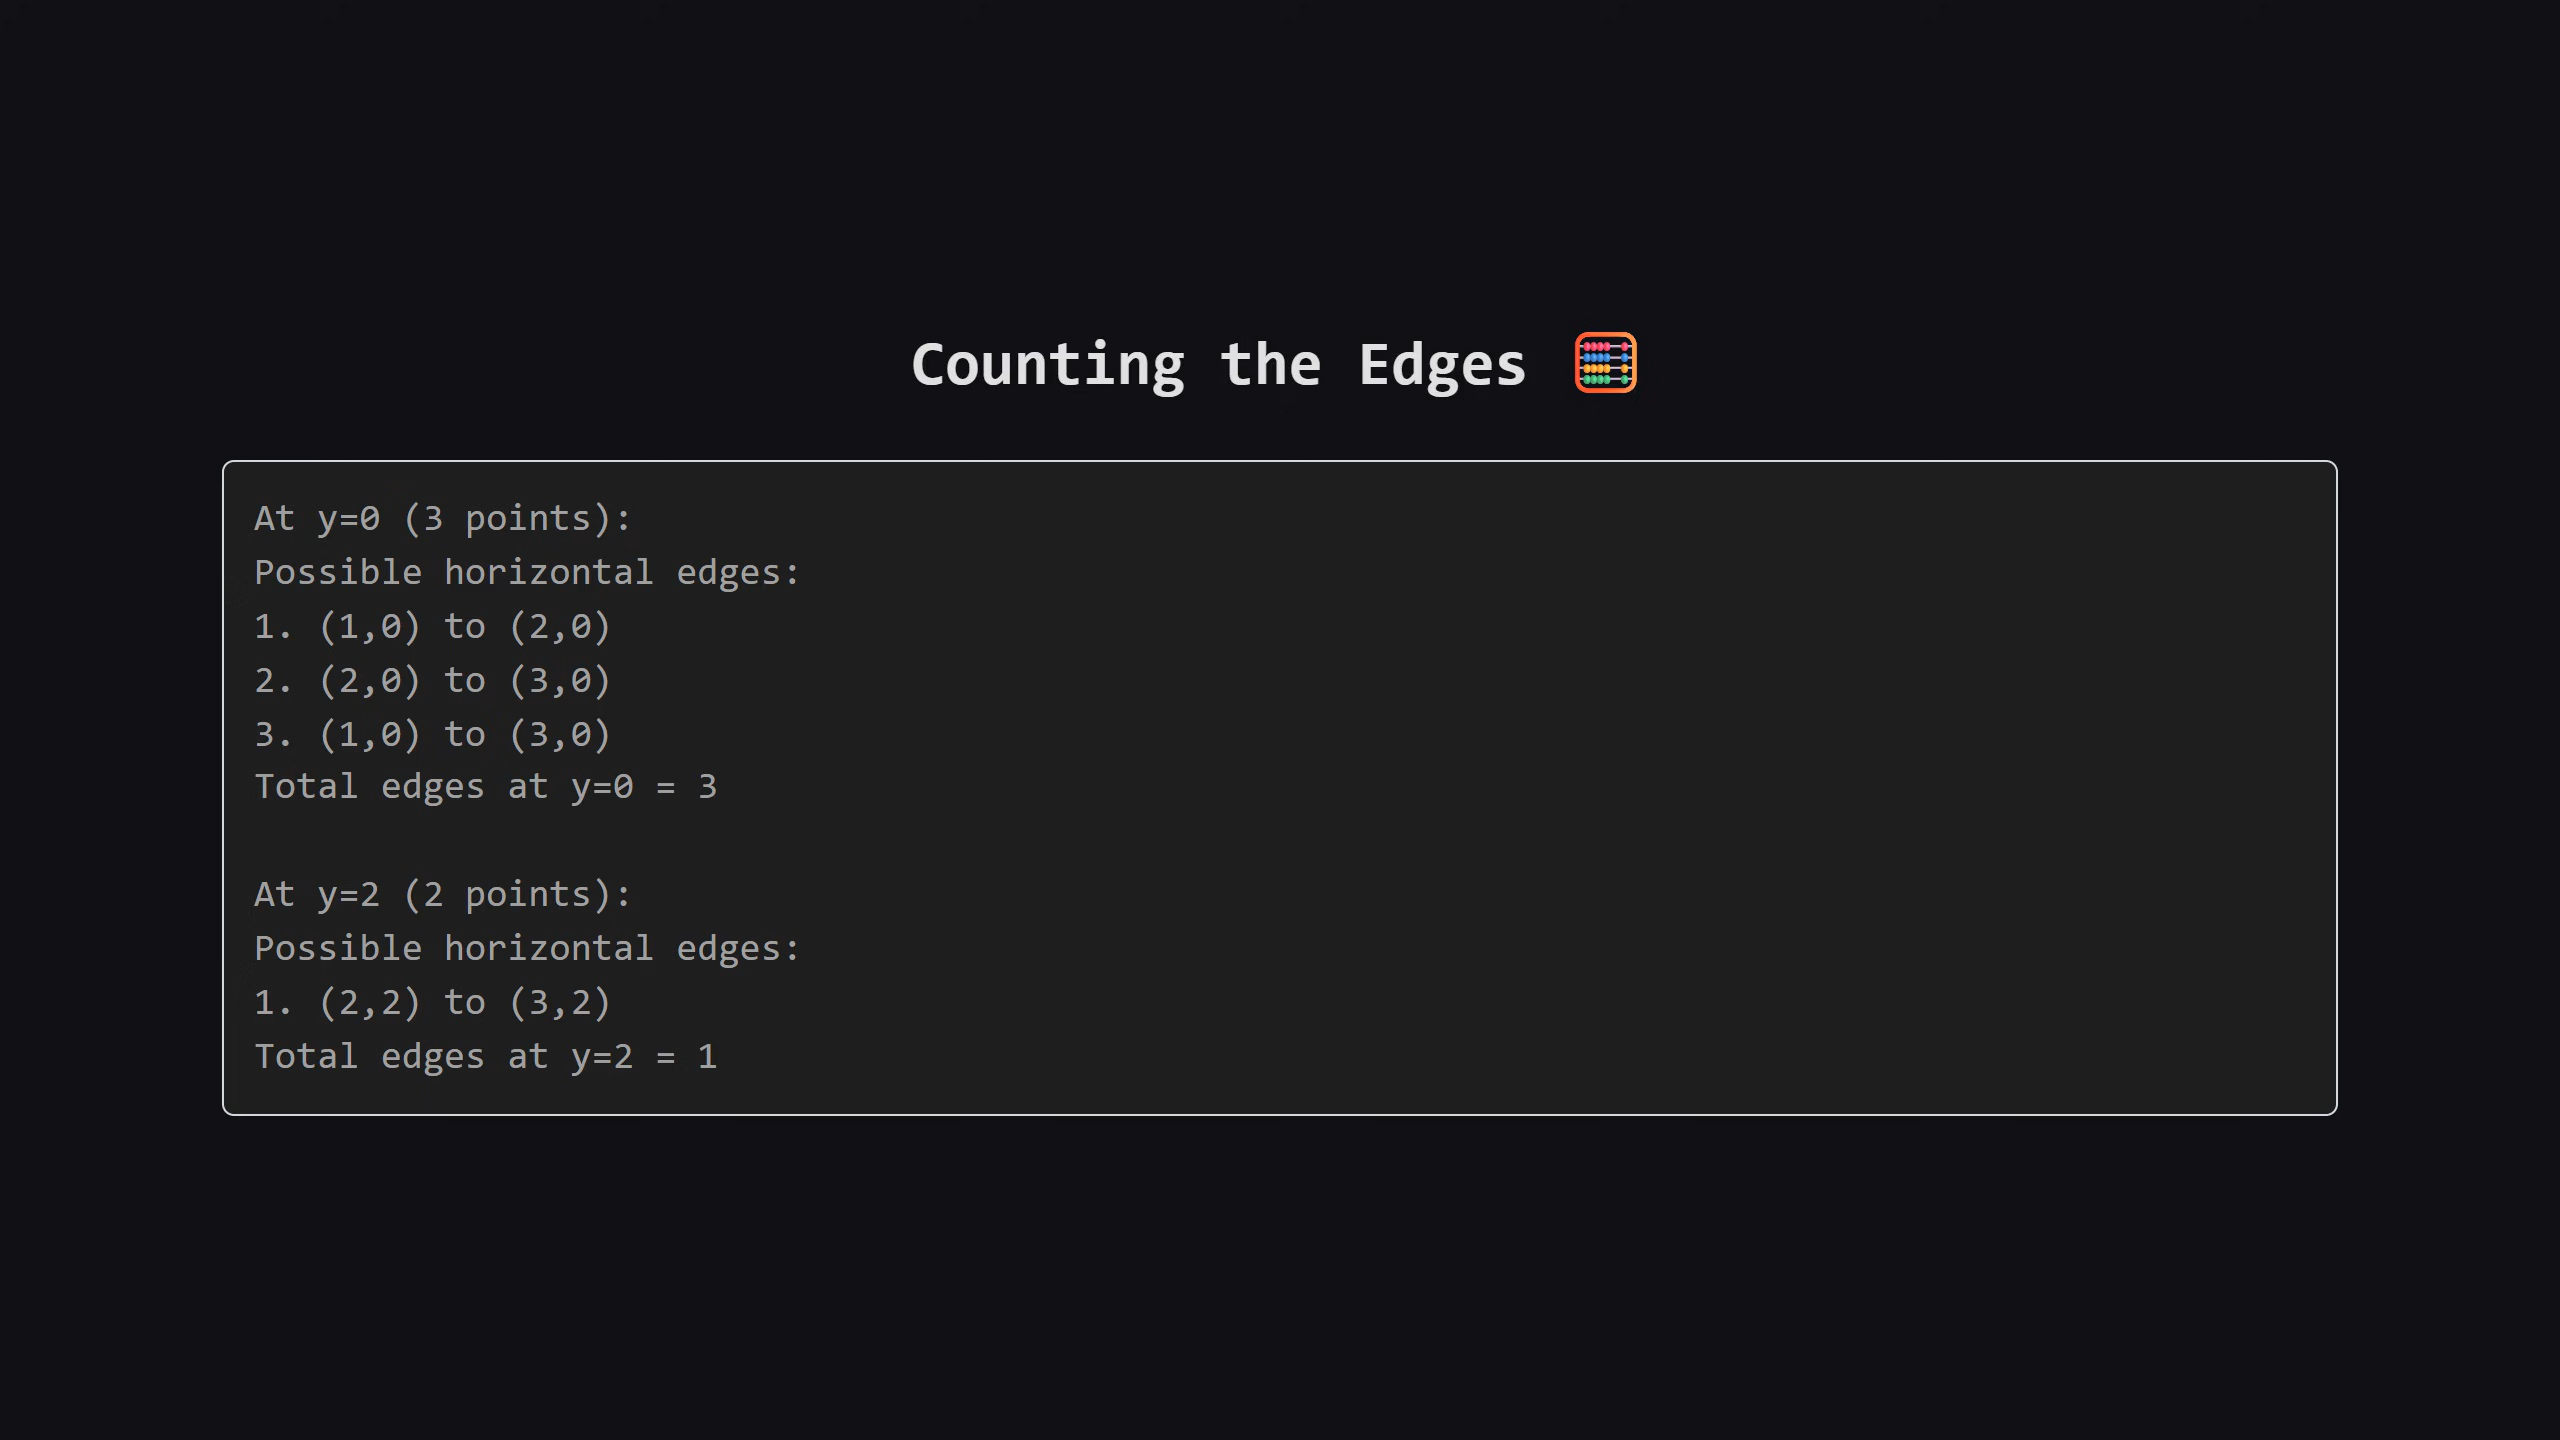 Counting the Edges 🧮
At y=0 (3 points):
Possible horizontal edges:
1. (1,0) to (2,0)
2. (2,0) to (3,0)
3. (1,0) to (3,0)
Total edges at y=0 = 3
At y=2 (2 points):
Possible horizontal edges:
1. (2,2) to (3,2)
Total edges at y=2 = 1